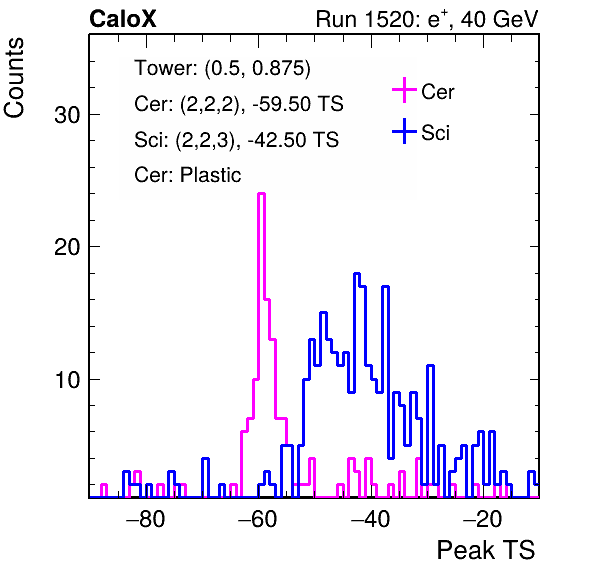 CaloX Run 1520: e⁺, 40 GeV
Counts
Tower: (0.5, 0.875)
Cer: (2,2,2), -59.50 TS
Sci: (2,2,3), -42.50 TS
Cer: Plastic
Cer
Sci
30
20
10
−80 −60 −40 −20
Peak TS